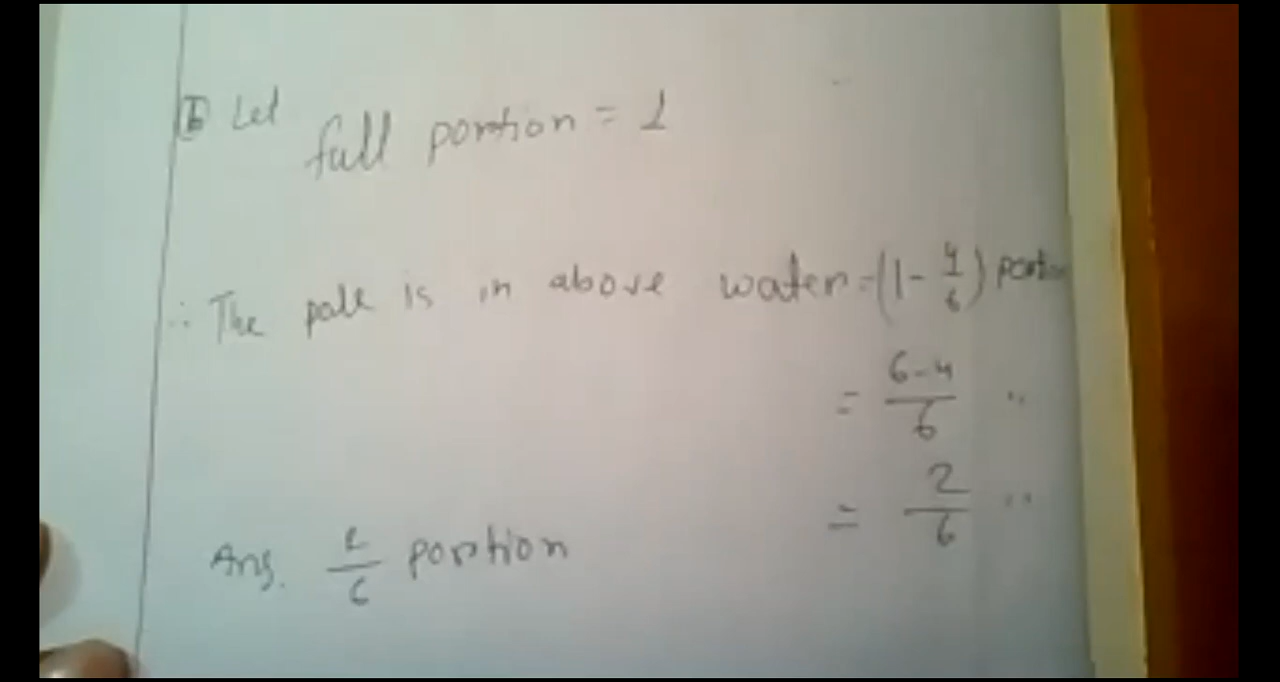 b Let full portion = 1
∴ The pole is in above water = (1 - 4/6) portion
= 6-4/6 "
= 2/6 "
Ans. 2/6 portion